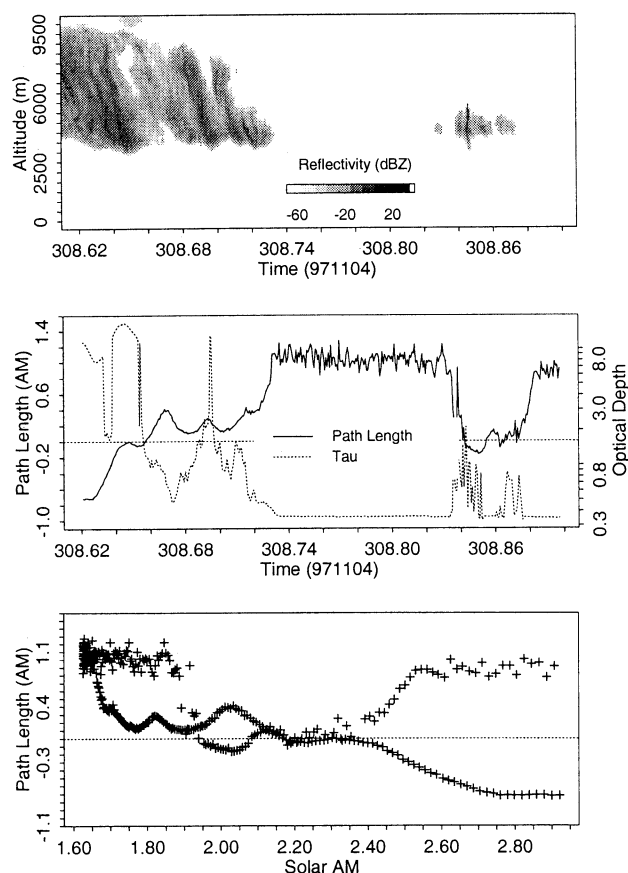 Altitude (m)
9500
6000
2500
0
Reflectivity (dBZ)
-60 -20 20
308.62 308.68 308.74 308.80 308.86
Time (971104)
Path Length (AM)
1.4
0.6
-0.2
-1.0
Path Length
Tau
8.0
3.0
0.8
0.3
Optical Depth
308.62 308.68 308.74 308.80 308.86
Time (971104)
Path Length (AM)
1.1
0.4
-0.3
-1.1
1.60 1.80 2.00 2.20 2.40 2.60 2.80
Solar AM